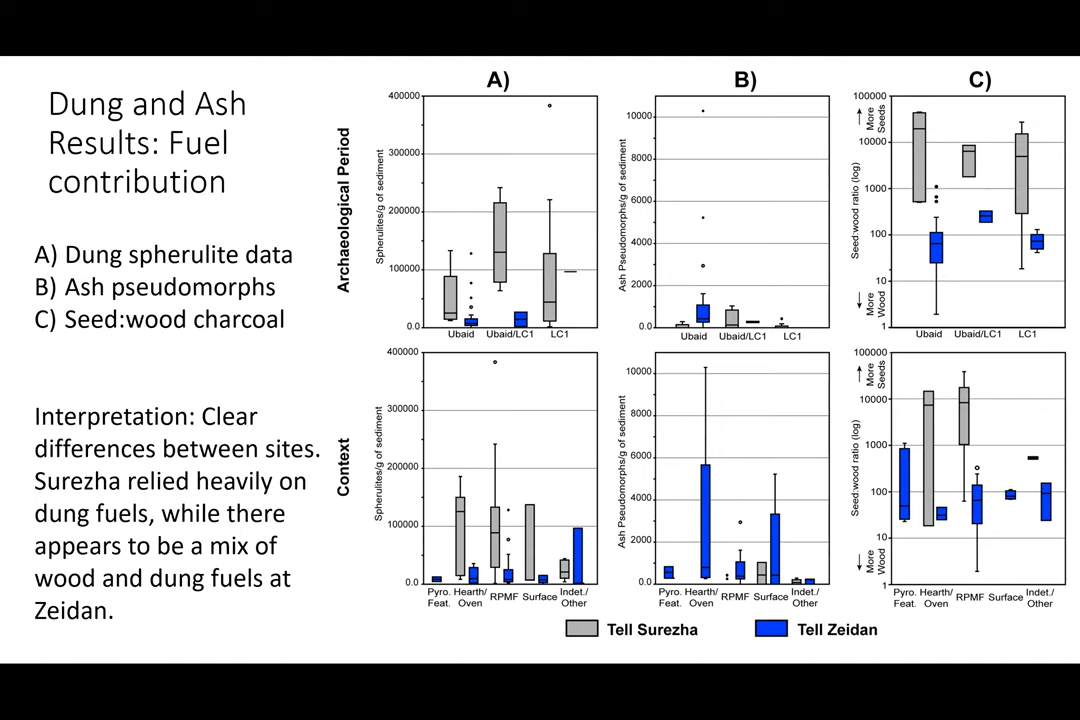 Dung and Ash
Results: Fuel
contribution
A) Dung spherulite data
B) Ash pseudomorphs
C) Seed:wood charcoal
Interpretation: Clear
differences between sites.
Surezha relied heavily on
dung fuels, while there
appears to be a mix of
wood and dung fuels at
Zeidan.
Archaeological Period
A)
Spherulites/g of sediment
400000
300000
200000
100000
0.0
Ubaid Ubaid/LC1 LC1
B)
Ash Pseudomorphs/g of sediment
10000
8000
6000
4000
2000
0.0
Ubaid Ubaid/LC1 LC1
C)
Seed:wood ratio (log)
More
Seeds
More
Wood
100000
10000
1000
100
10
1
Ubaid Ubaid/LC1 LC1
Context
Spherulites/g of sediment
400000
300000
200000
100000
0.0
Pyro. Hearth/ RPMF Surface Indet./
Feat. Oven Other
Ash Pseudomorphs/g of sediment
10000
8000
6000
4000
2000
0.0
Pyro. Hearth/ RPMF Surface Indet./
Feat. Oven Other
Seed:wood ratio (log)
More
Seeds
More
Wood
100000
10000
1000
100
10
1
Pyro. Hearth/ RPMF Surface Indet./
Feat. Oven Other
Tell Surezha Tell Zeidan